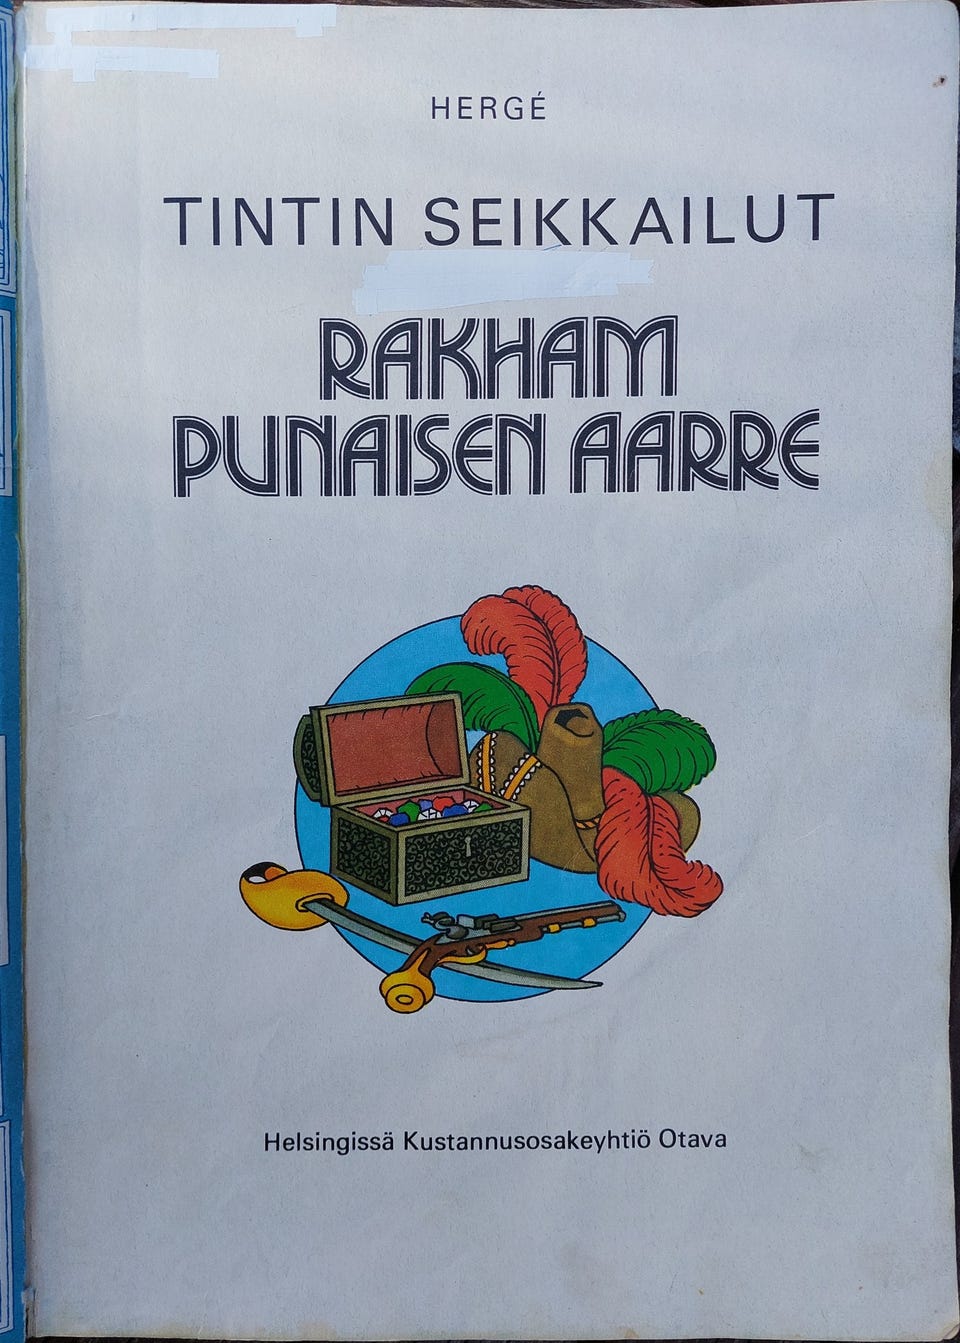 HERGÉ
TINTIN SEIKKAILUT
RAKHAM
PUNAISEN AARRE
Helsingissä Kustannusosakeyhtiö Otava